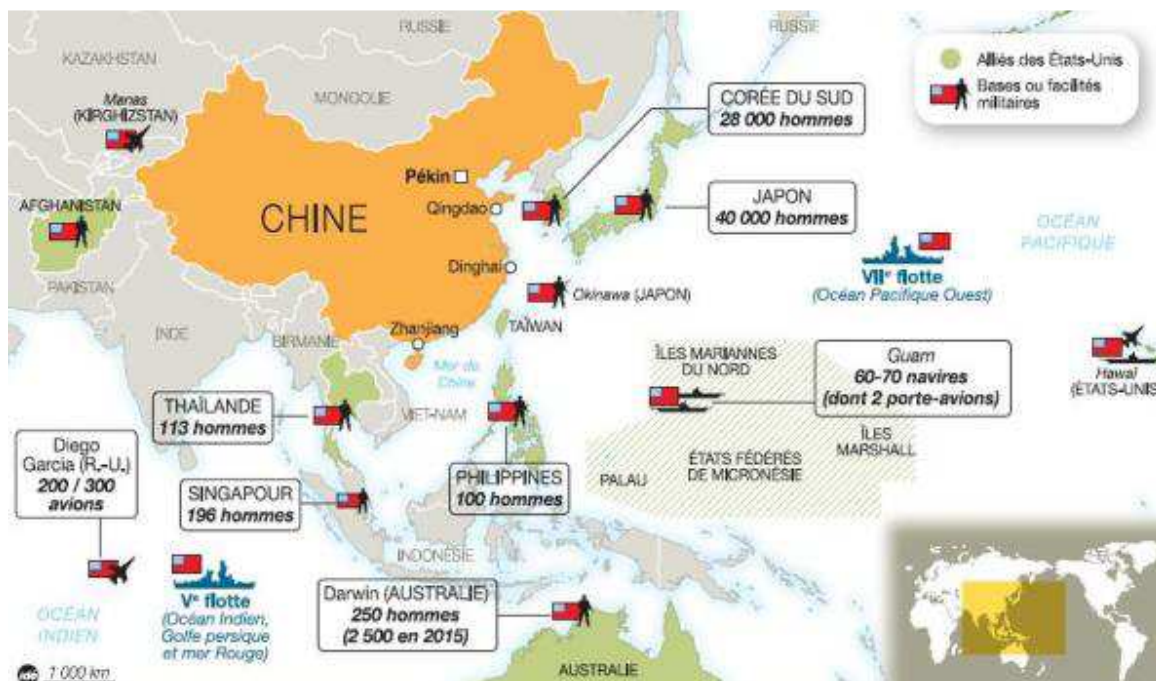 RUSSIE
RUSSIE
KAZAKHSTAN
MONGOLIE
Alliés des États-Unis
Bases ou facilités
militaires
Manas
(KIRGHIZSTAN)
CORÉE DU SUD
28 000 hommes
Pékin
AFGHANISTAN
CHINE
Qingdao
JAPON
40 000 hommes
OCÉAN
PACIFIQUE
Dinghai
VIIe flotte
(Océan Pacifique Ouest)
PAKISTAN
Okinawa (JAPON)
INDE
TAÏWAN
BIRMANIE
Zhanjiang
Mer de
Chine
ÎLES MARIANNES
DU NORD
Guam
60-70 navires
(dont 2 porte-avions)
Hawaï
(ÉTATS-UNIS)
THAÏLANDE
113 hommes
VIET-NAM
ÎLES
MARSHALL
Diego
Garcia (R.-U.)
200 / 300
avions
ÉTATS FÉDÉRÉS
DE MICRONÉSIE
PALAU
PHILIPPINES
100 hommes
SINGAPOUR
196 hommes
INDONÉSIE
Ve flotte
(Océan Indien,
Golfe persique
et mer Rouge)
OCÉAN
INDIEN
Darwin (AUSTRALIE)
250 hommes
(2 500 en 2015)
AUSTRALIE
ide 1 000 km